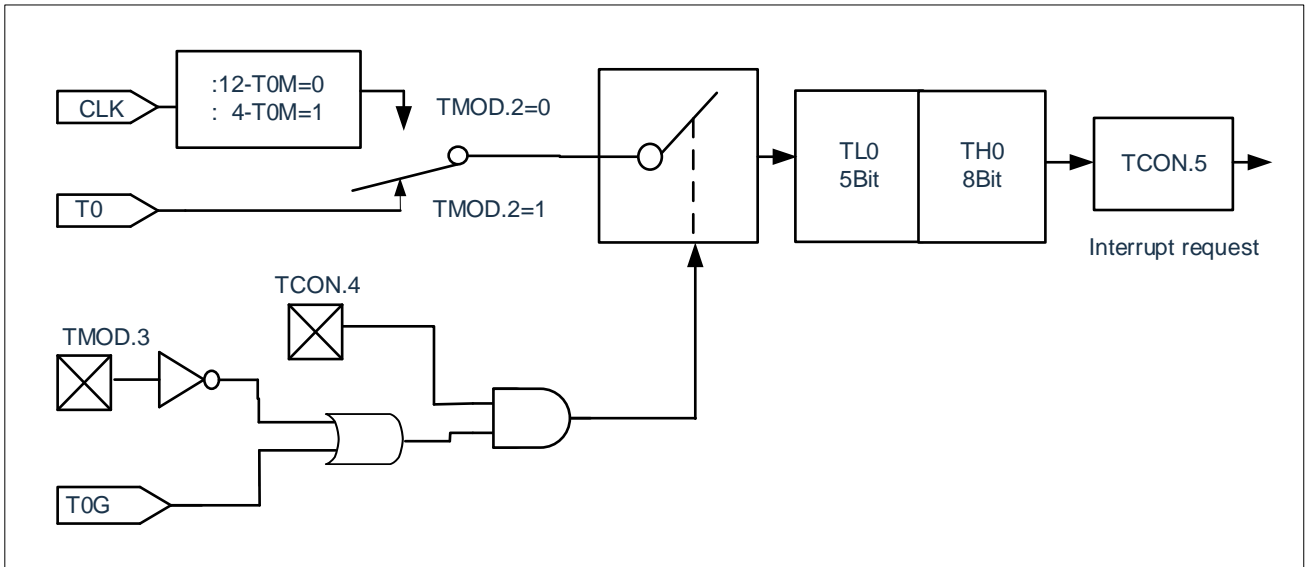 :12-T0M=0
: 4-T0M=1
CLK
TMOD.2=0
T0
TMOD.2=1
TL0
5Bit
TH0
8Bit
TCON.5
Interrupt request
TCON.4
TMOD.3
T0G